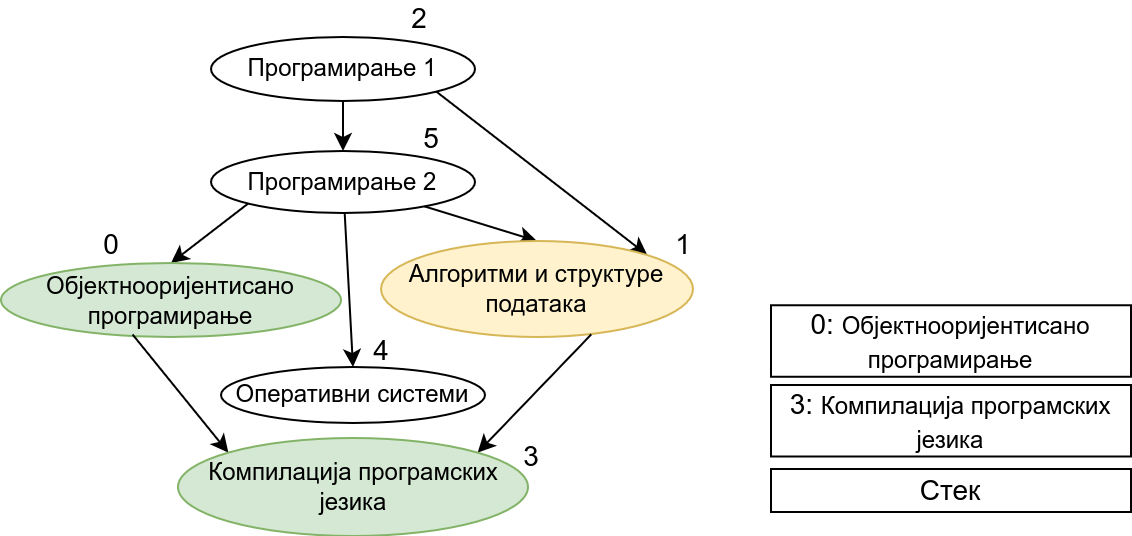 2
Програмирање 1
5
Програмирање 2
0
1
Објектнооријентисано
програмирање
Алгоритми и структуре
података
4
Оперативни системи
3
Компилација програмских
језика
0: Објектнооријентисано
програмирање
3: Компилација програмских
језика
Стек